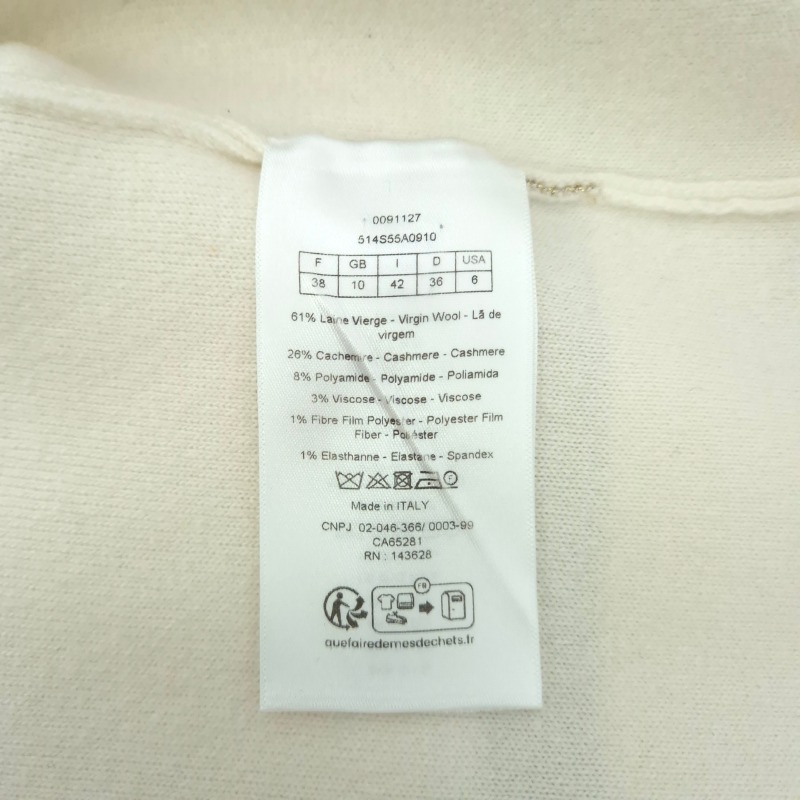 0091127
514S55A0910
F GB I D USA
38 10 42 36 6
61% Laine Vierge - Virgin Wool - Lã de
virgem
26% Cachemire - Cashmere - Cashmere
8% Polyamide - Polyamide - Poliamida
3% Viscose - Viscose - Viscose
1% Fibre Film Polyester - Polyester Film
Fiber - Poliéster
1% Elasthanne - Elastane - Spandex
Made in ITALY
CNPJ 02-046-366/ 0003-99
CA65281
RN : 143628
FR
quefairedemesdechets.fr